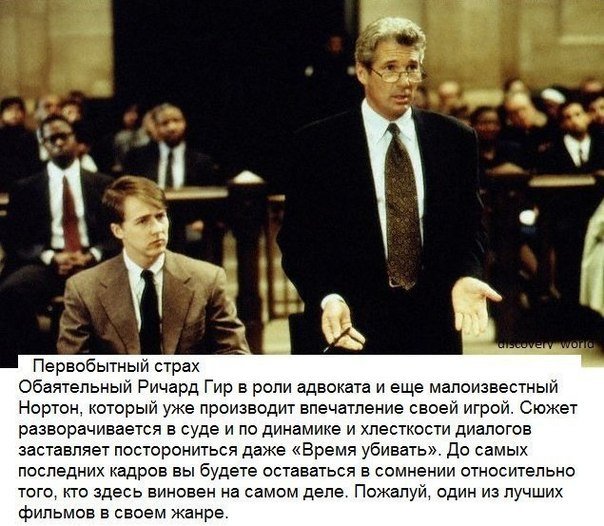 discovery world
Первобытный страх
Обаятельный Ричард Гир в роли адвоката и еще малоизвестный
Нортон, который уже производит впечатление своей игрой. Сюжет
разворачивается в суде и по динамике и хлесткости диалогов
заставляет посторониться даже «Время убивать». До самых
последних кадров вы будете оставаться в сомнении относительно
того, кто здесь виновен на самом деле. Пожалуй, один из лучших
фильмов в своем жанре.